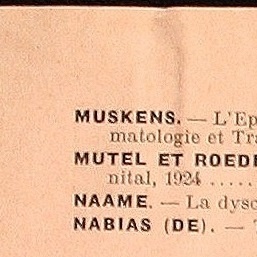 MUSKENS. — L'Ep
matologie et Tra
MUTEL ET ROEDE
nital, 1924 .....
NAAME. — La dysc
NABIAS (DE). —